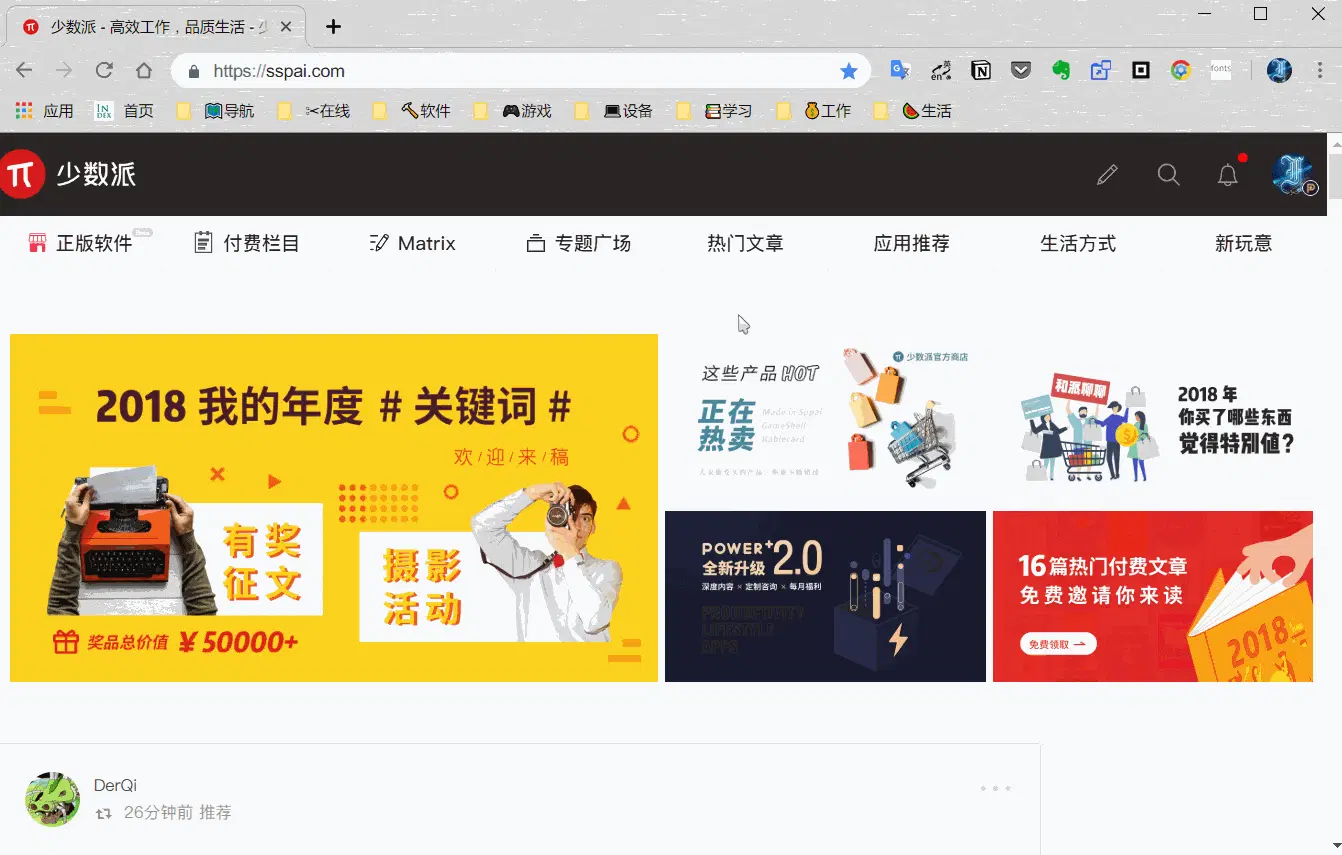 少数派 - 高效工作，品质生活 -
https://sspai.com
应用
INDEX
首页
导航
在线
软件
游戏
设备
学习
工作
生活
fonts
少数派
正版软件 Beta
付费栏目
Matrix
专题广场
热门文章
应用推荐
生活方式
新玩意
2018 我的年度 # 关键词 #
欢 / 迎 / 来 / 稿
有奖
征文
摄影
活动
奖品总价值 ¥ 50000+
少数派官方商店
这些产品 HOT
正在
热卖
Made in Sspai
GameShell
Kablecard
和派聊聊
2018 年
你买了哪些东西
觉得特别值？
POWER+ 2.0
全新升级
深度内容 × 定制咨询 × 每月福利
PRODUCTIVITY
LIFESTYLE
APPS
16篇热门付费文章
免费邀请你来读
免费领取
2018
DerQi
26分钟前 推荐